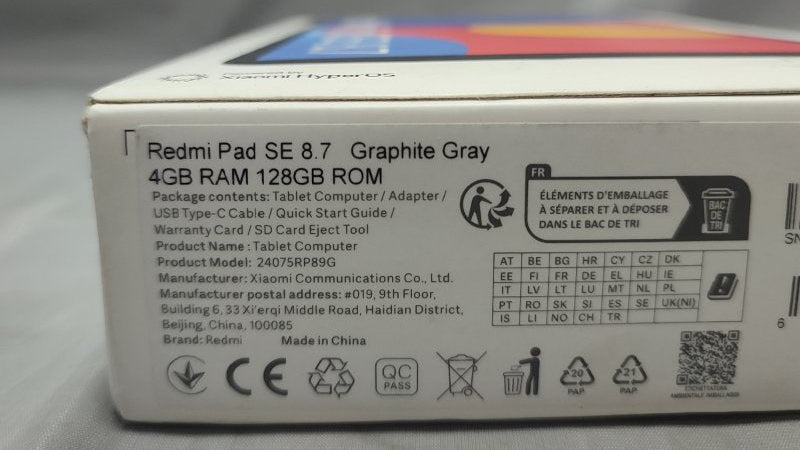 Xiaomi HyperOS
Redmi Pad SE 8.7 Graphite Gray
4GB RAM 128GB ROM
Package contents: Tablet Computer / Adapter /
USB Type-C Cable / Quick Start Guide /
Warranty Card / SD Card Eject Tool
Product Name: Tablet Computer
Product Model: 24075RP89G
Manufacturer: Xiaomi Communications Co., Ltd.
Manufacturer postal address: #019, 9th Floor,
Building 6, 33 Xi'erqi Middle Road, Haidian District,
Beijing, China, 100085
Brand: Redmi Made in China
FR
ÉLÉMENTS D'EMBALLAGE
À SÉPARER ET À DÉPOSER
DANS LE BAC DE TRI
BAC
DE
TRI
AT BE BG HR CY CZ DK
EE FI FR DE EL HU IE
IT LV LT LU MT NL PL
PT RO SK SI ES SE UK(NI)
IS LI NO CH TR
SN
6
CE
QC
PASS
20
PAP
21
PAP
ETICHETTATURA
AMBIENTALE IMBALLAGGI